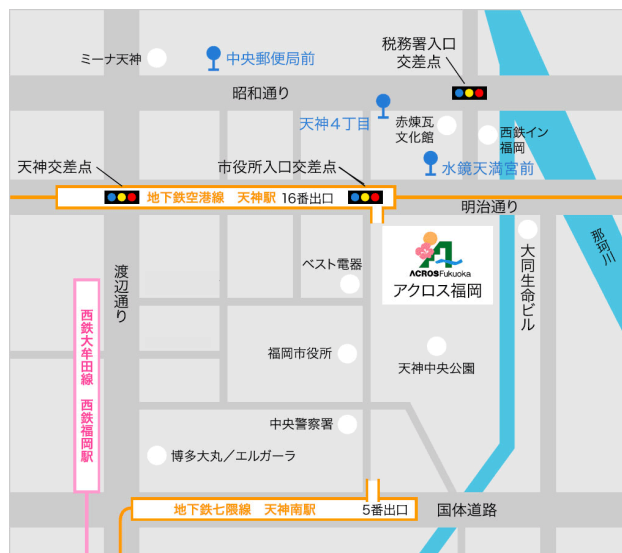 ミーナ天神
中央郵便局前
税務署入口
交差点
昭和通り
天神4丁目
赤煉瓦
文化館
西鉄イン
福岡
水鏡天満宮前
天神交差点
市役所入口交差点
地下鉄空港線 天神駅 16番出口
明治通り
那珂川
渡辺通り
ベスト電器
ACROS Fukuoka
アクロス福岡
大同生命ビル
西鉄大牟田線 西鉄福岡駅
福岡市役所
天神中央公園
中央警察署
博多大丸/エルガーラ
地下鉄七隈線 天神南駅 5番出口
国体道路